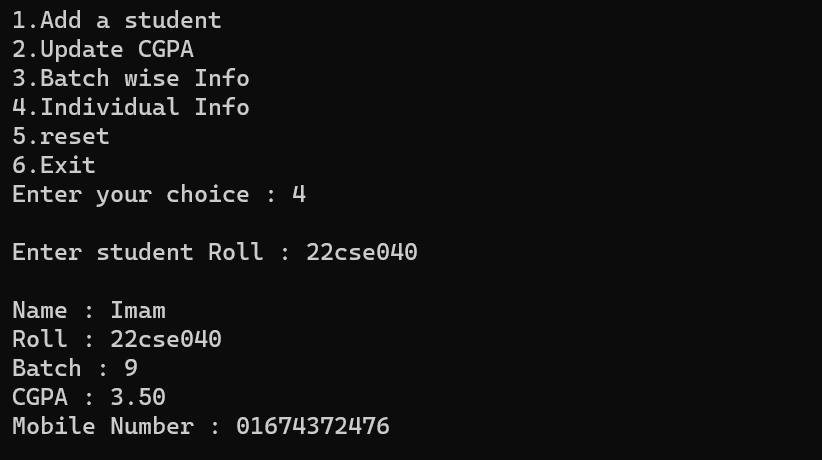 1.Add a student
2.Update CGPA
3.Batch wise Info
4.Individual Info
5.reset
6.Exit
Enter your choice : 4
Enter student Roll : 22cse040
Name : Imam
Roll : 22cse040
Batch : 9
CGPA : 3.50
Mobile Number : 01674372476